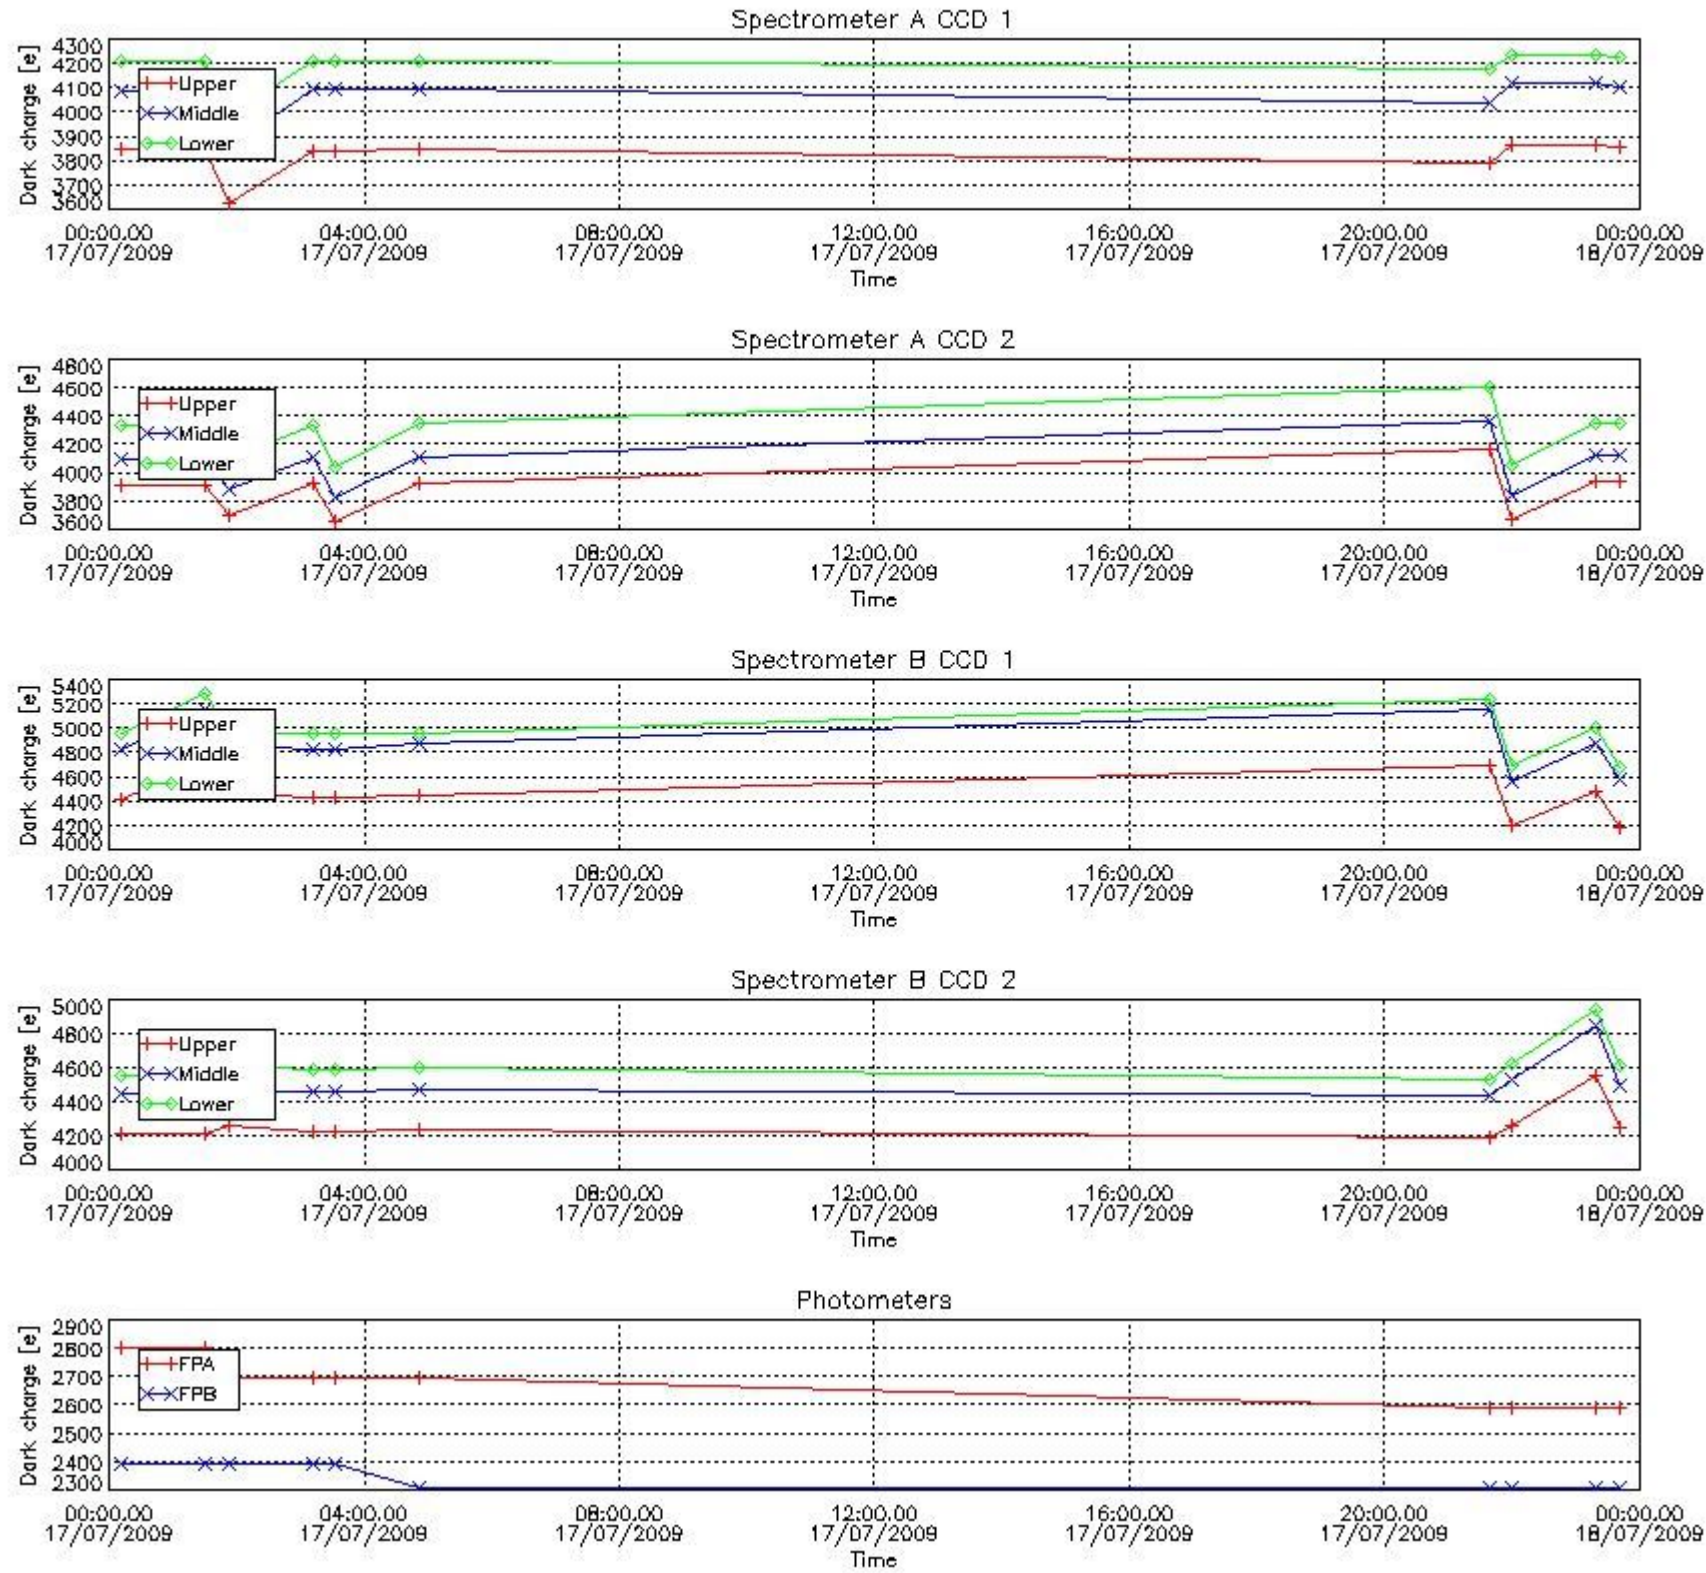 Spectrometer A CCD 1
Dark charge [e]
4300
4200
4100
4000
3900
3800
3700
3600
Upper
Middle
Lower
00:00.00 04:00.00 08:00.00 12:00.00 16:00.00 20:00.00 00:00.00
17/07/2009 17/07/2009 17/07/2009 17/07/2009 17/07/2009 17/07/2009 18/07/2009
Time
Spectrometer A CCD 2
Dark charge [e]
4800
4600
4400
4200
4000
3800
3600
Upper
Middle
Lower
00:00.00 04:00.00 08:00.00 12:00.00 16:00.00 20:00.00 00:00.00
17/07/2009 17/07/2009 17/07/2009 17/07/2009 17/07/2009 17/07/2009 18/07/2009
Time
Spectrometer B CCD 1
Dark charge [e]
5400
5200
5000
4800
4600
4400
4200
4000
Upper
Middle
Lower
00:00.00 04:00.00 08:00.00 12:00.00 16:00.00 20:00.00 00:00.00
17/07/2009 17/07/2009 17/07/2009 17/07/2009 17/07/2009 17/07/2009 18/07/2009
Time
Spectrometer B CCD 2
Dark charge [e]
5000
4800
4600
4400
4200
4000
Upper
Middle
Lower
00:00.00 04:00.00 08:00.00 12:00.00 16:00.00 20:00.00 00:00.00
17/07/2009 17/07/2009 17/07/2009 17/07/2009 17/07/2009 17/07/2009 18/07/2009
Time
Photometers
Dark charge [e]
2900
2800
2700
2600
2500
2400
2300
FPA
FPB
00:00.00 04:00.00 08:00.00 12:00.00 16:00.00 20:00.00 00:00.00
17/07/2009 17/07/2009 17/07/2009 17/07/2009 17/07/2009 17/07/2009 18/07/2009
Time